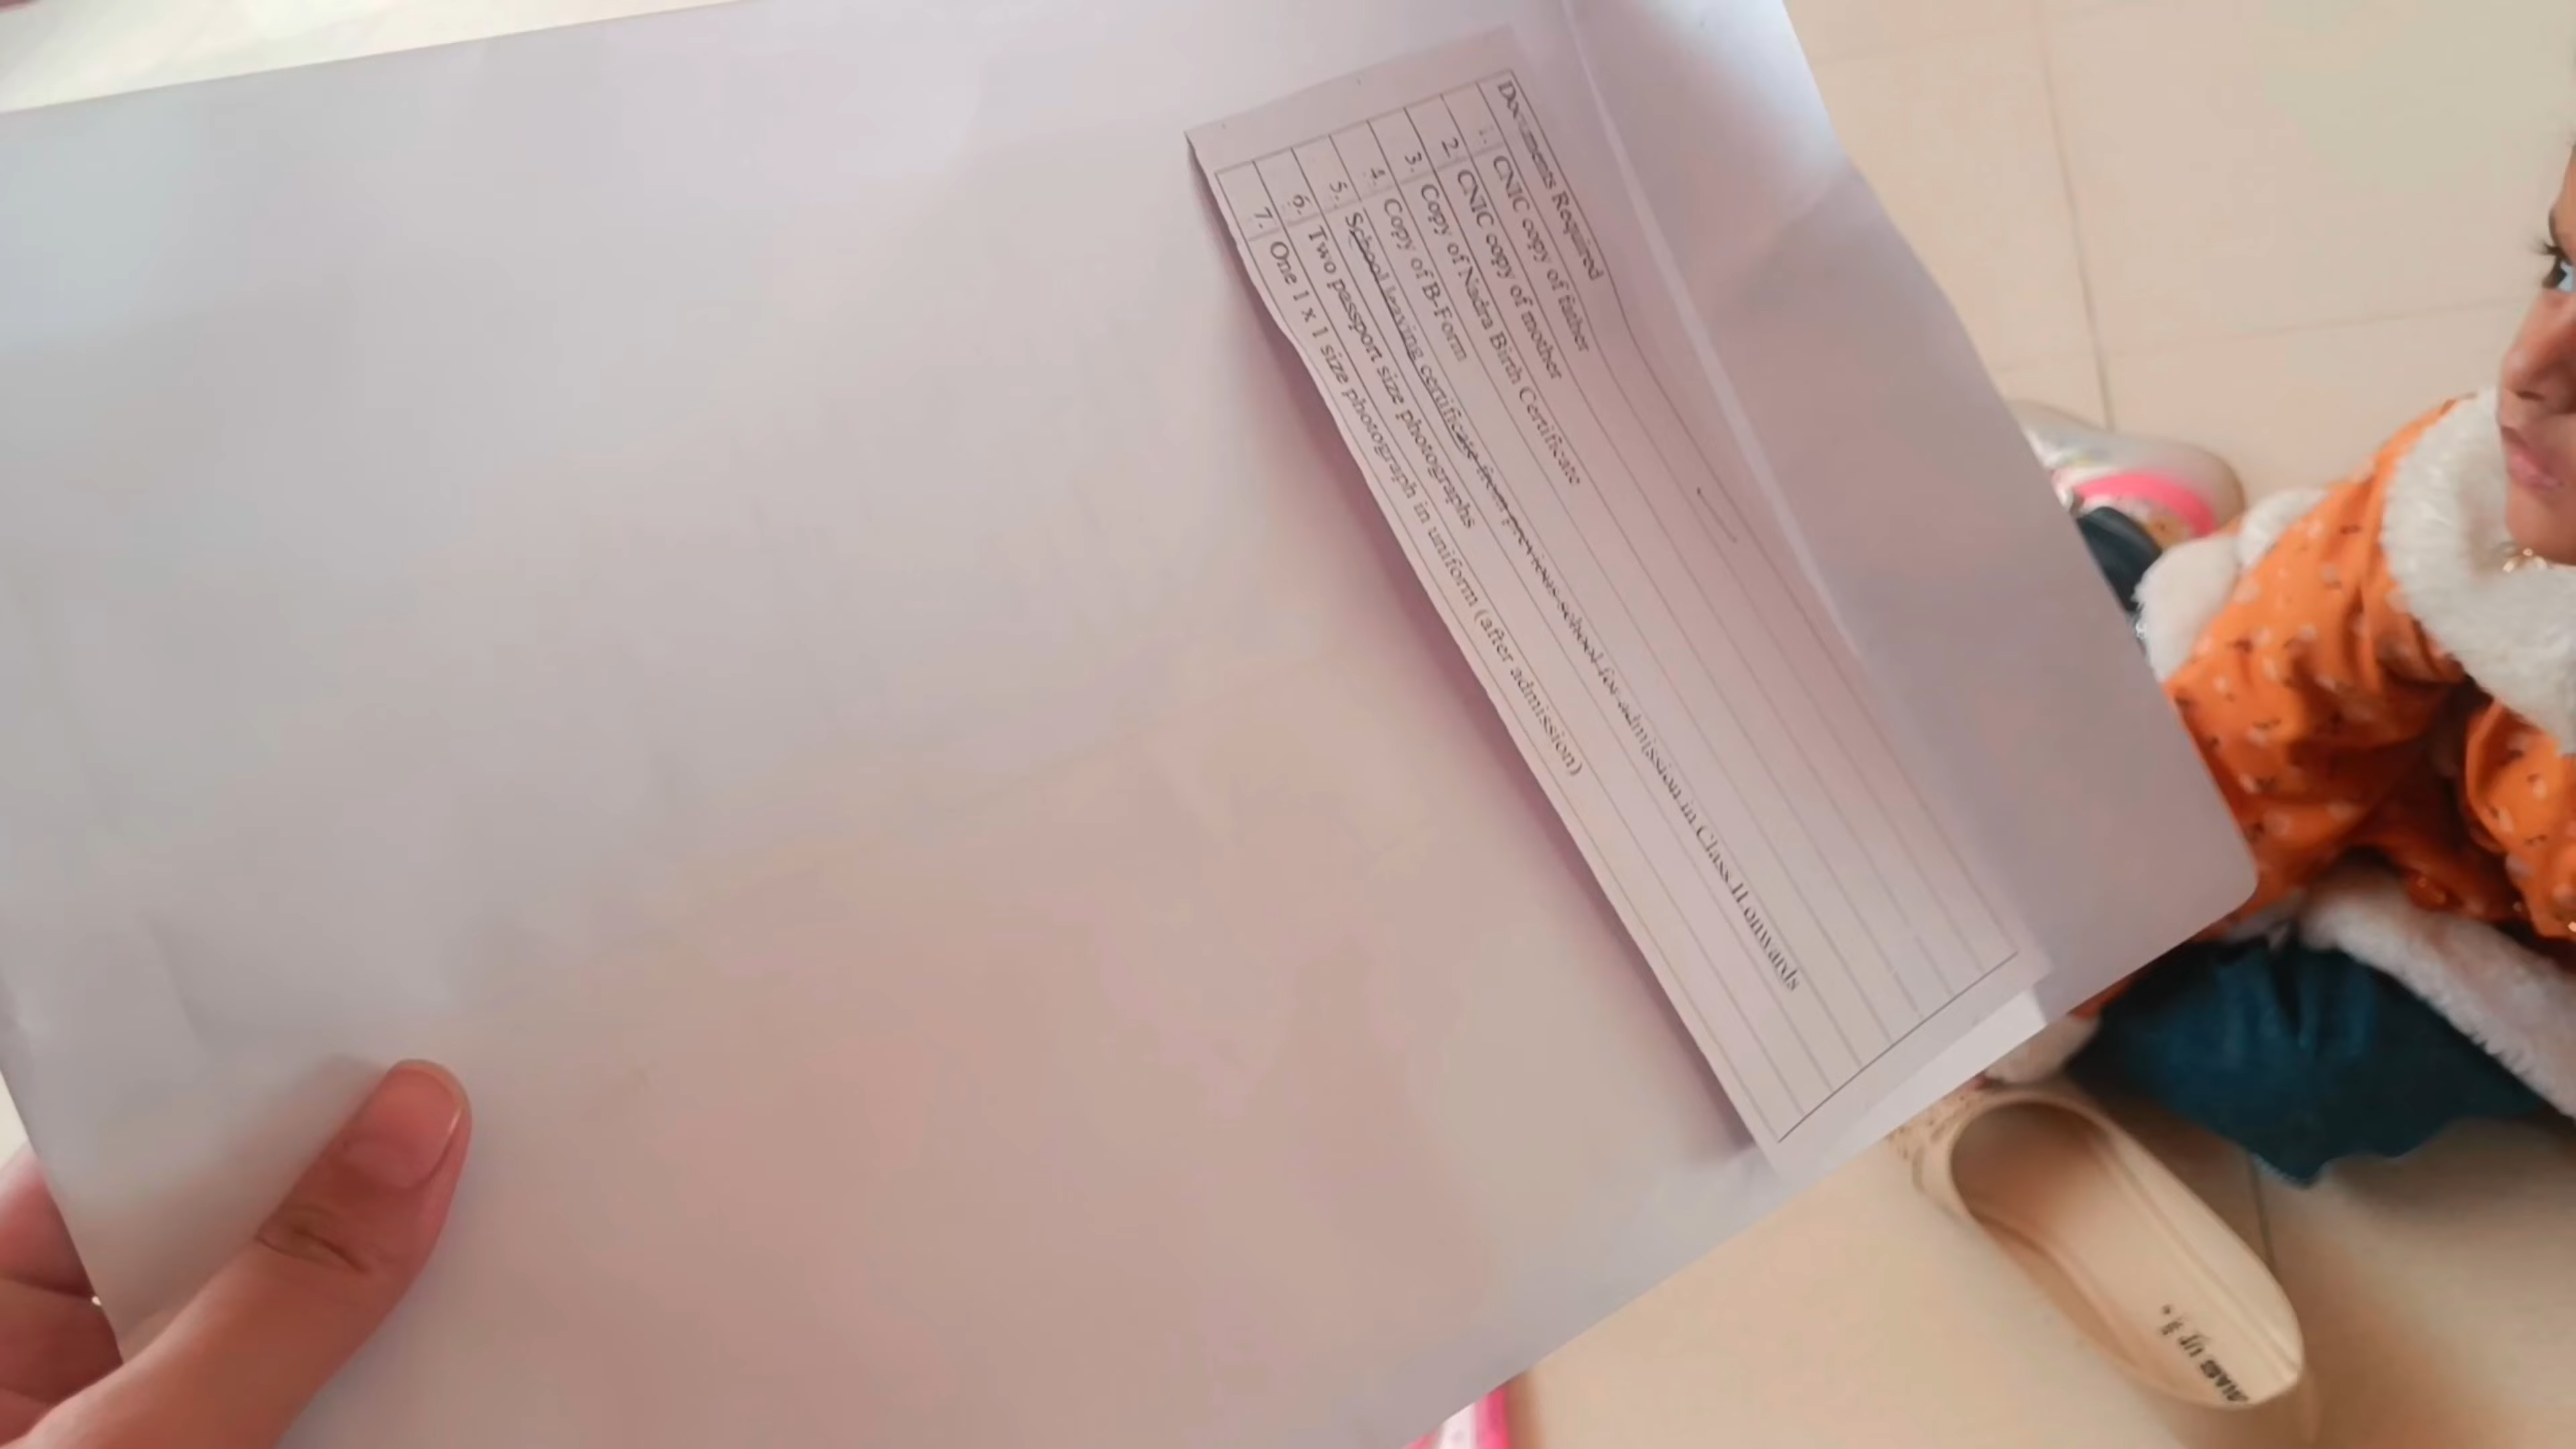 Documents Required
1. CNIC copy of father
2. CNIC copy of mother
3. Copy of Nadra Birth Certificate
4. Copy of B-Form
5. School leaving certificate from previous school for admission in Class II onwards
6. Two passport size photographs
7. One 1 x 1 size photograph in uniform (after admission)